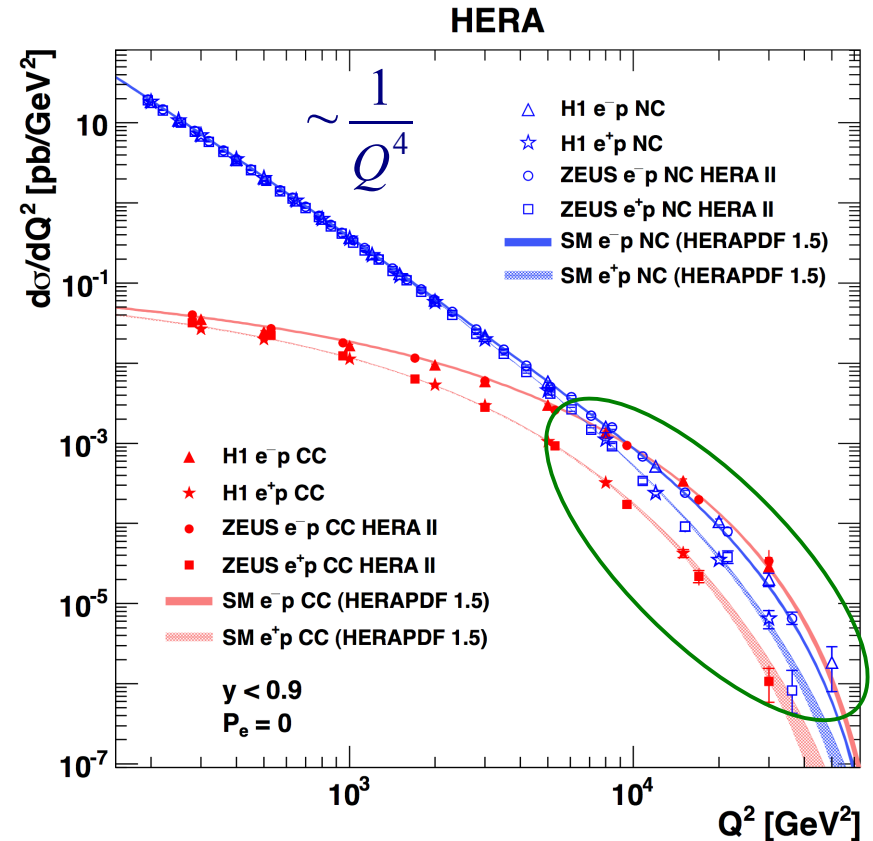 HERA
dσ/dQ² [pb/GeV²]
10
10⁻¹
10⁻³
10⁻⁵
10⁻⁷
~ 1/Q⁴
H1 e⁻p NC
H1 e⁺p NC
ZEUS e⁻p NC HERA II
ZEUS e⁺p NC HERA II
SM e⁻p NC (HERAPDF 1.5)
SM e⁺p NC (HERAPDF 1.5)
H1 e⁻p CC
H1 e⁺p CC
ZEUS e⁻p CC HERA II
ZEUS e⁺p CC HERA II
SM e⁻p CC (HERAPDF 1.5)
SM e⁺p CC (HERAPDF 1.5)
y < 0.9
Pₑ = 0
10³
10⁴
Q² [GeV²]